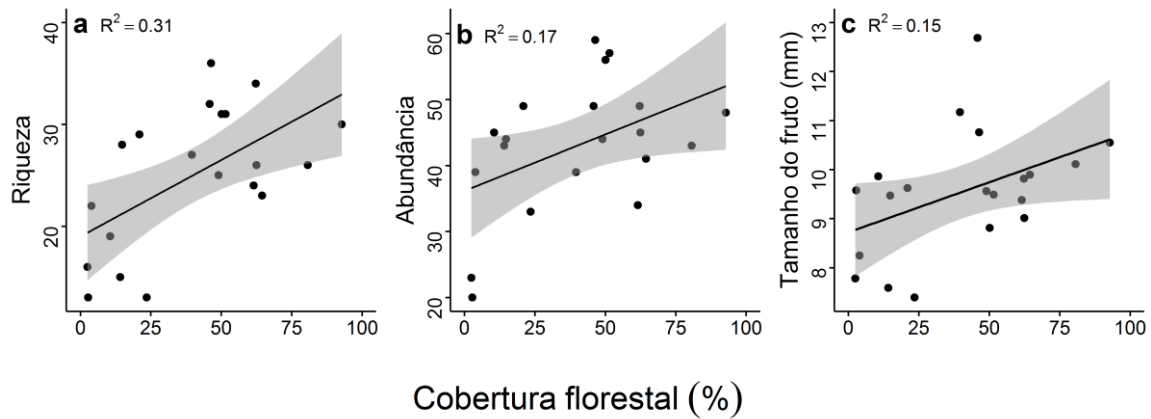 a R² = 0.31
Riqueza
40
30
20
0 25 50 75 100
b R² = 0.17
Abundância
60
50
40
30
20
0 25 50 75 100
c R² = 0.15
Tamanho do fruto (mm)
13
12
11
10
9
8
0 25 50 75 100
Cobertura florestal (%)